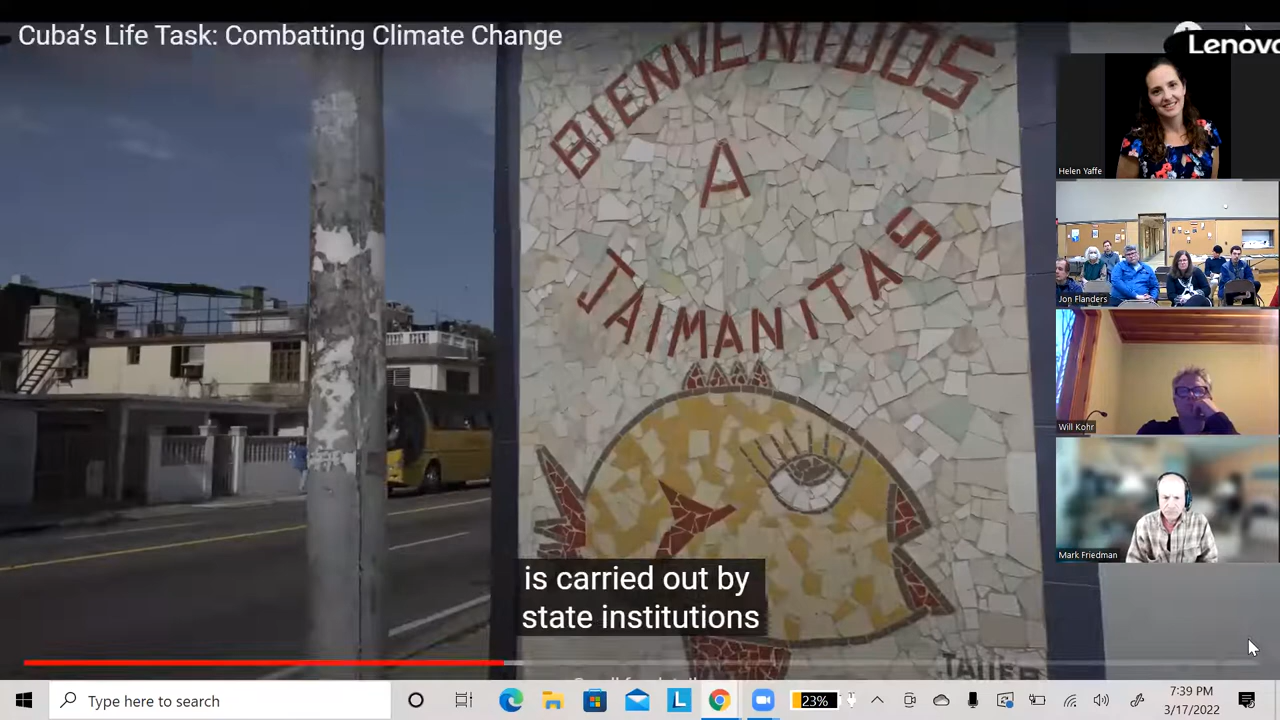 Cuba’s Life Task: Combatting Climate Change
Lenovo
BIENVENIDOS
A
JAIMANITAS
Helen Yaffe
Jon Flanders
Will Kohr
Mark Friedman
is carried out by
state institutions
Type here to search
L
23%
7:39 PM
3/17/2022